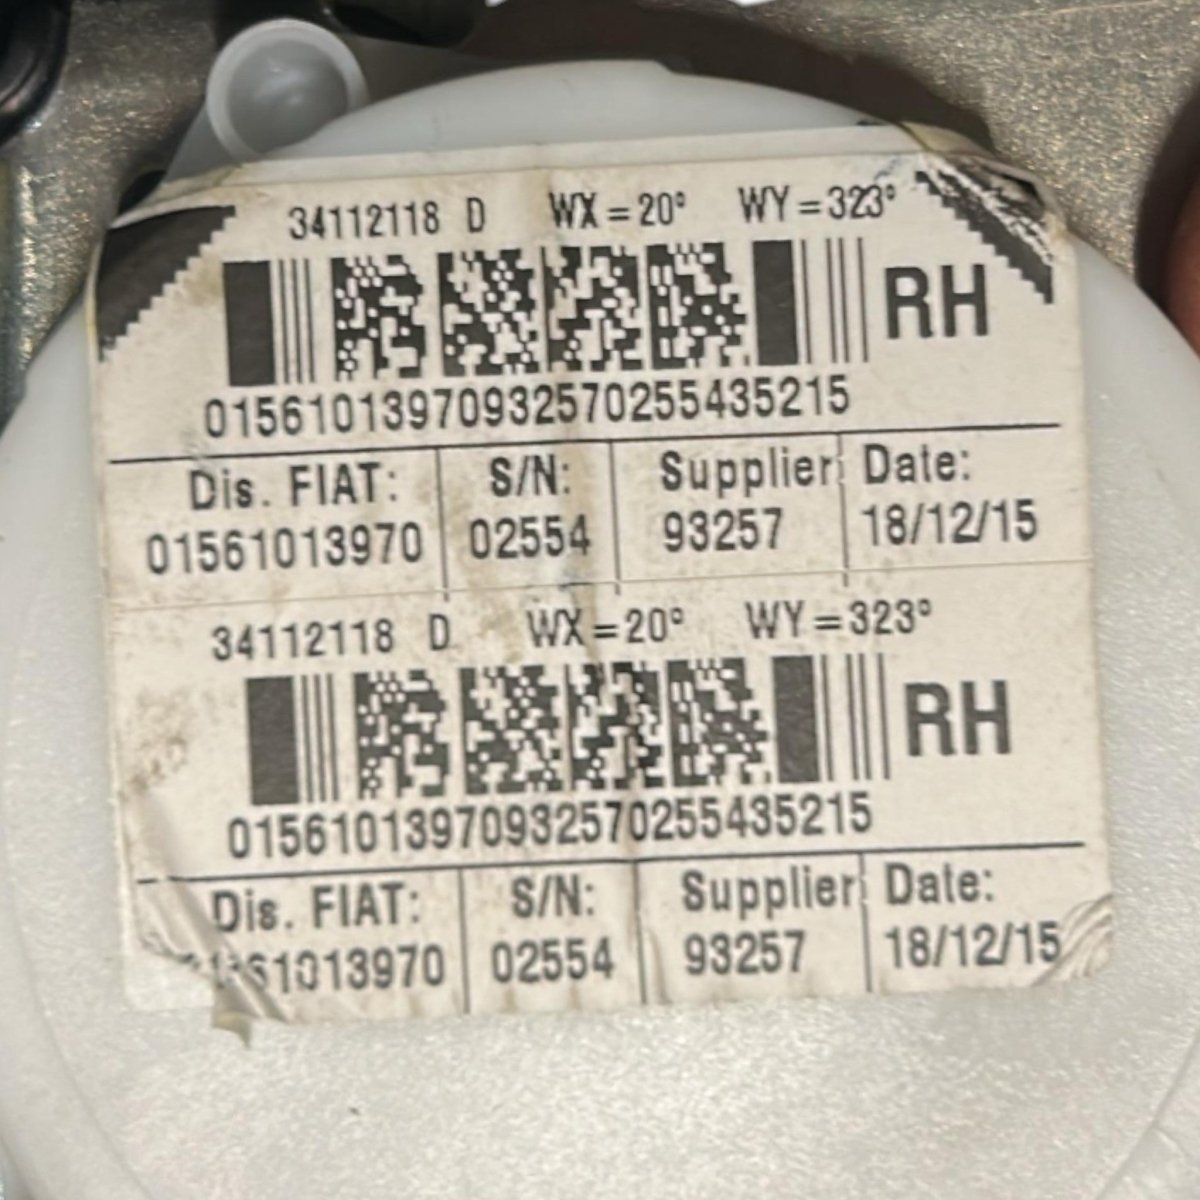 34112118 D WX=20° WY=323°
RH
01561013970932570255435215
Dis. FIAT: S/N: Supplier Date:
01561013970 02554 93257 18/12/15
34112118 D WX=20° WY=323°
RH
01561013970932570255435215
Dis. FIAT: S/N: Supplier Date:
02554 93257 18/12/15